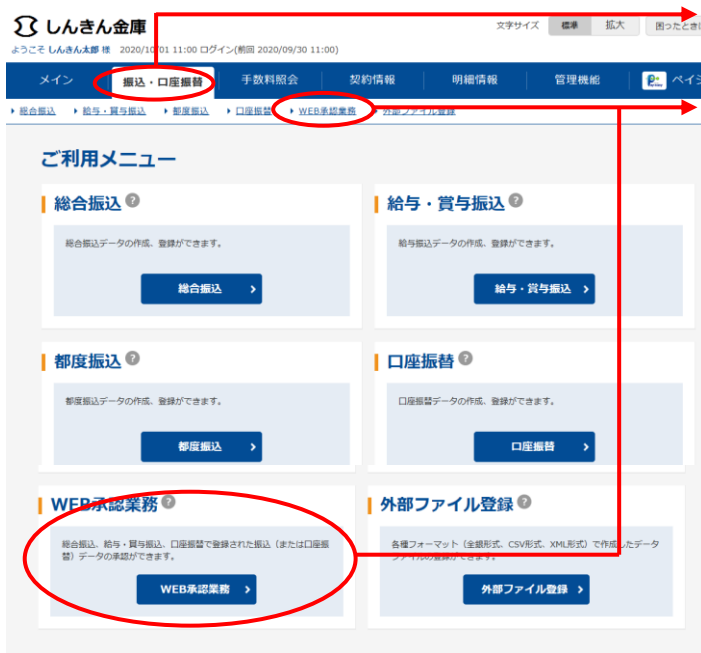 しんきん金庫
文字サイズ 標準 拡大 困ったときは
ようこそ しんきん太郎 様 2020/10/01 11:00 ログイン(前回 2020/09/30 11:00)
メイン 振込・口座振替 手数料照会 契約情報 明細情報 管理機能 ペイジ
総合振込 給与・賞与振込 都度振込 口座振替 WEB承認業務 外部ファイル登録
ご利用メニュー
総合振込 ?
総合振込データの作成、登録ができます。
総合振込
給与・賞与振込 ?
給与振込データの作成、登録ができます。
給与・賞与振込
都度振込 ?
都度振込データの作成、登録ができます。
都度振込
口座振替 ?
口座振替データの作成、登録ができます。
口座振替
WEB承認業務 ?
総合振込、給与・賞与振込、口座振替で登録された振込（または口座振
替）データの承認ができます。
WEB承認業務
外部ファイル登録 ?
各種フォーマット（全銀形式、CSV形式、XML形式）で作成したデータ
ファイルの登録ができます。
外部ファイル登録